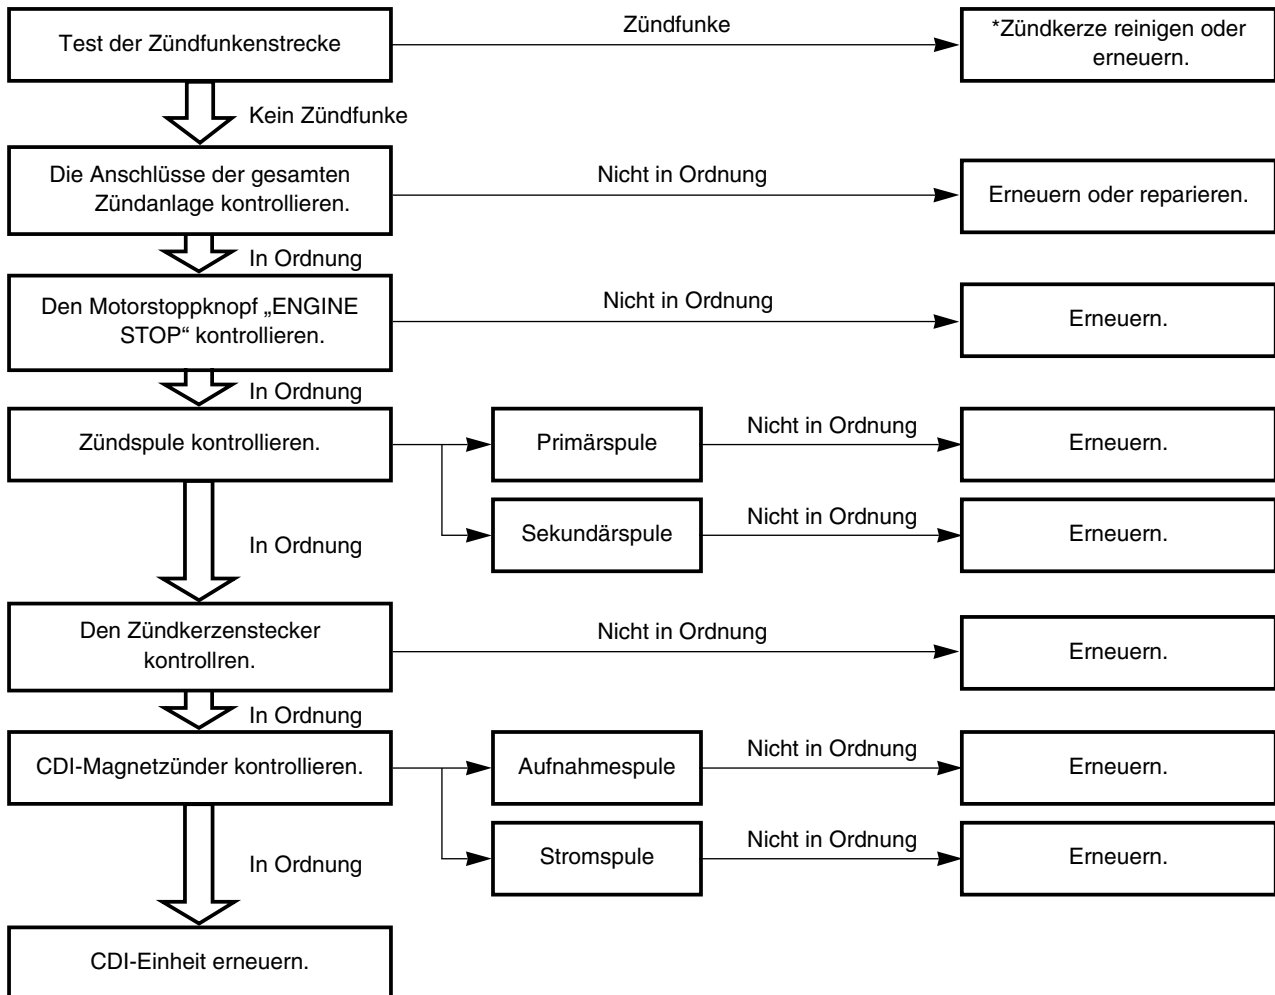 Test der Zündfunkenstrecke
Zündfunke
*Zündkerze reinigen oder
erneuern.
Kein Zündfunke
Die Anschlüsse der gesamten
Zündanlage kontrollieren.
Nicht in Ordnung
Erneuern oder reparieren.
In Ordnung
Den Motorstoppknopf „ENGINE
STOP“ kontrollieren.
Nicht in Ordnung
Erneuern.
In Ordnung
Zündspule kontrollieren.
Primärspule
Nicht in Ordnung
Erneuern.
Sekundärspule
Nicht in Ordnung
Erneuern.
In Ordnung
Den Zündkerzenstecker
kontrollren.
Nicht in Ordnung
Erneuern.
In Ordnung
CDI-Magnetzünder kontrollieren.
Aufnahmespule
Nicht in Ordnung
Erneuern.
Stromspule
Nicht in Ordnung
Erneuern.
In Ordnung
CDI-Einheit erneuern.